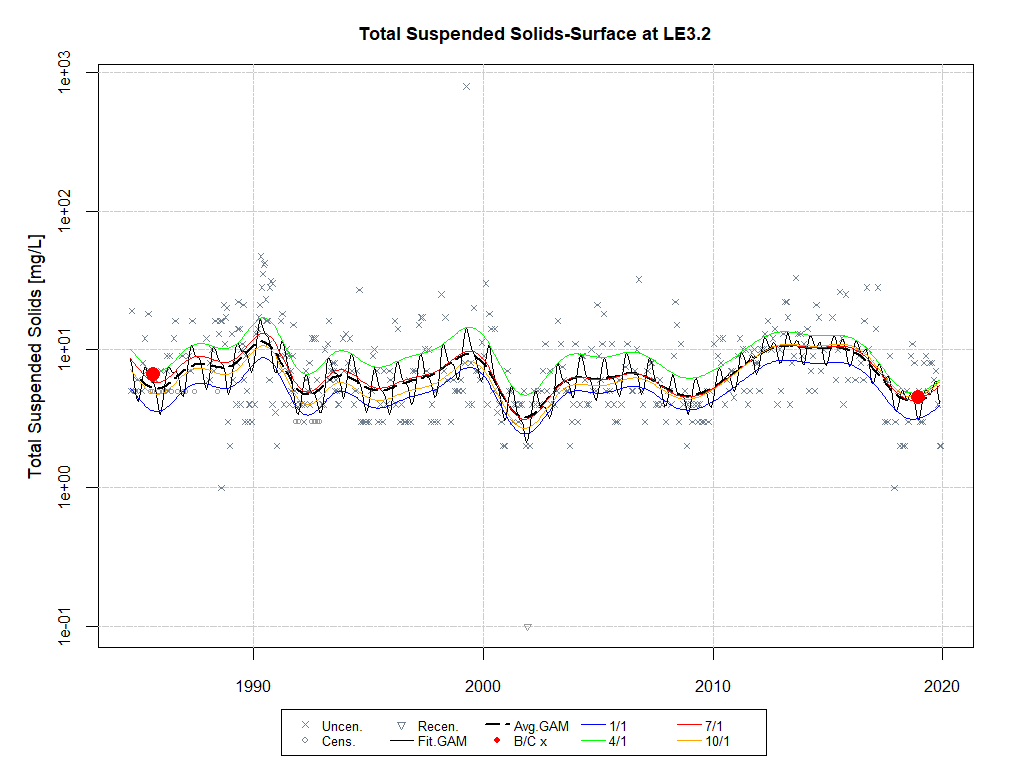 Total Suspended Solids-Surface at LE3.2
Total Suspended Solids [mg/L]
1e+03
1e+02
1e+01
1e+00
1e-01
1990 2000 2010 2020
Uncen. Recen. Avg.GAM 1/1 7/1
Cens. Fit.GAM B/C x 4/1 10/1